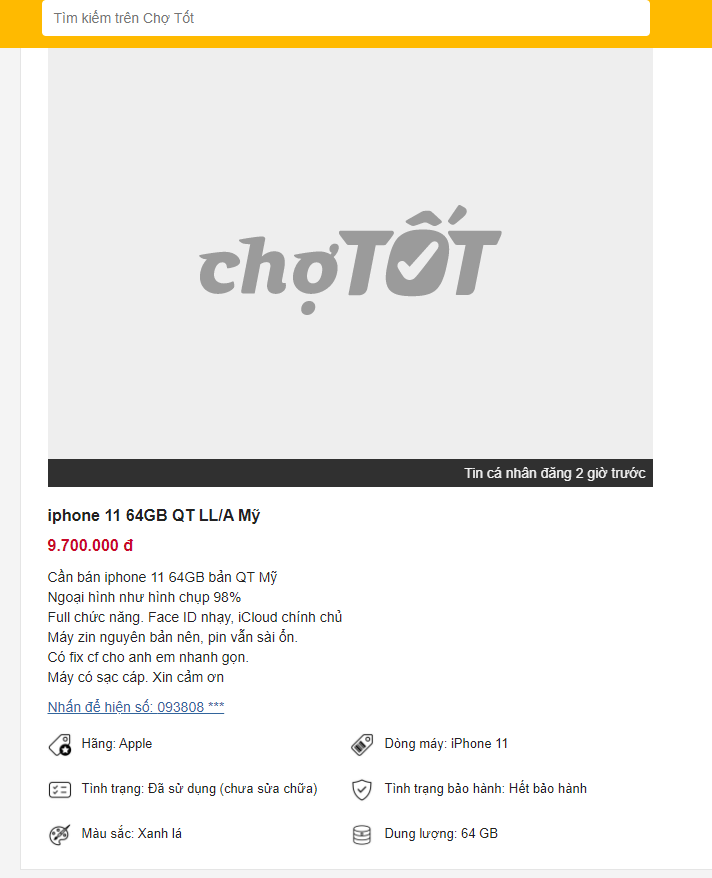 Tìm kiếm trên Chợ Tốt
chợTỐT
Tin cá nhân đăng 2 giờ trước
iphone 11 64GB QT LL/A Mỹ
9.700.000 đ
Cần bán iphone 11 64GB bản QT Mỹ
Ngoại hình như hình chụp 98%
Full chức năng. Face ID nhạy, iCloud chính chủ
Máy zin nguyên bản nên, pin vẫn sài ổn.
Có fix cf cho anh em nhanh gọn.
Máy có sạc cáp. Xin cảm ơn
Nhấn để hiện số: 093808 ***
Hãng: Apple
Dòng máy: iPhone 11
Tình trạng: Đã sử dụng (chưa sửa chữa)
Tình trạng bảo hành: Hết bảo hành
Màu sắc: Xanh lá
Dung lượng: 64 GB